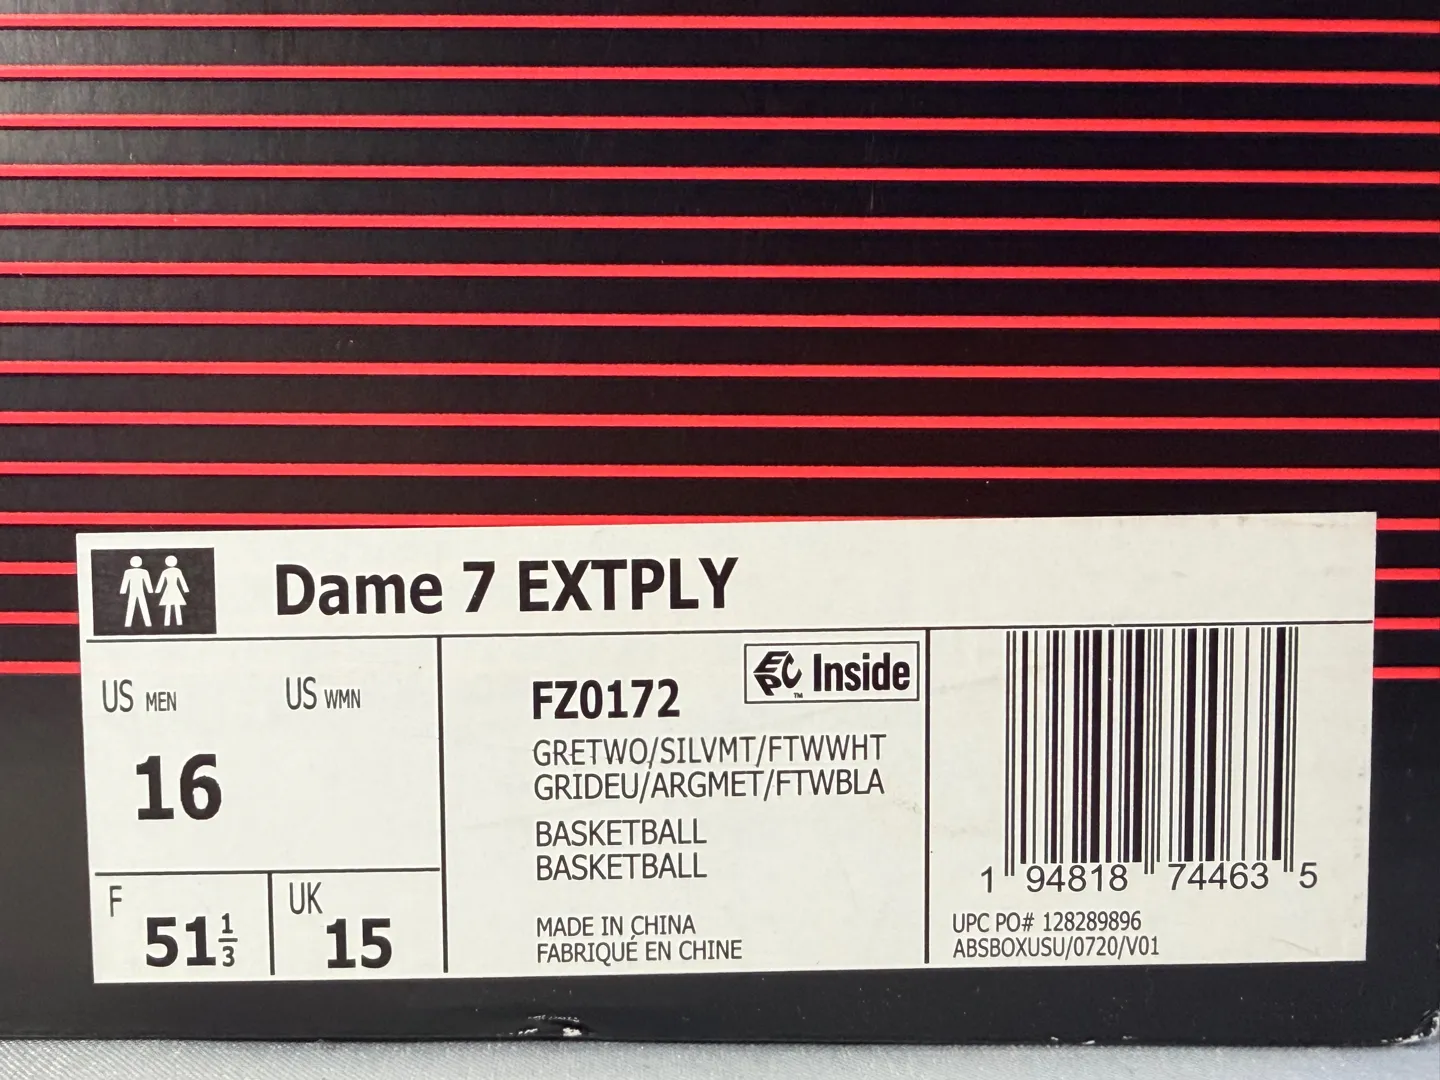 Dame 7 EXTPLY
US MEN
US WMN
16
F
51 1/3
UK
15
EPC™ Inside
FZ0172
GRETWO/SILVMT/FTWWHT
GRIDEU/ARGMET/FTWBLA
BASKETBALL
BASKETBALL
MADE IN CHINA
FABRIQUÉ EN CHINE
1 94818 74463 5
UPC PO# 128289896
ABSBOXUSU/0720/V01